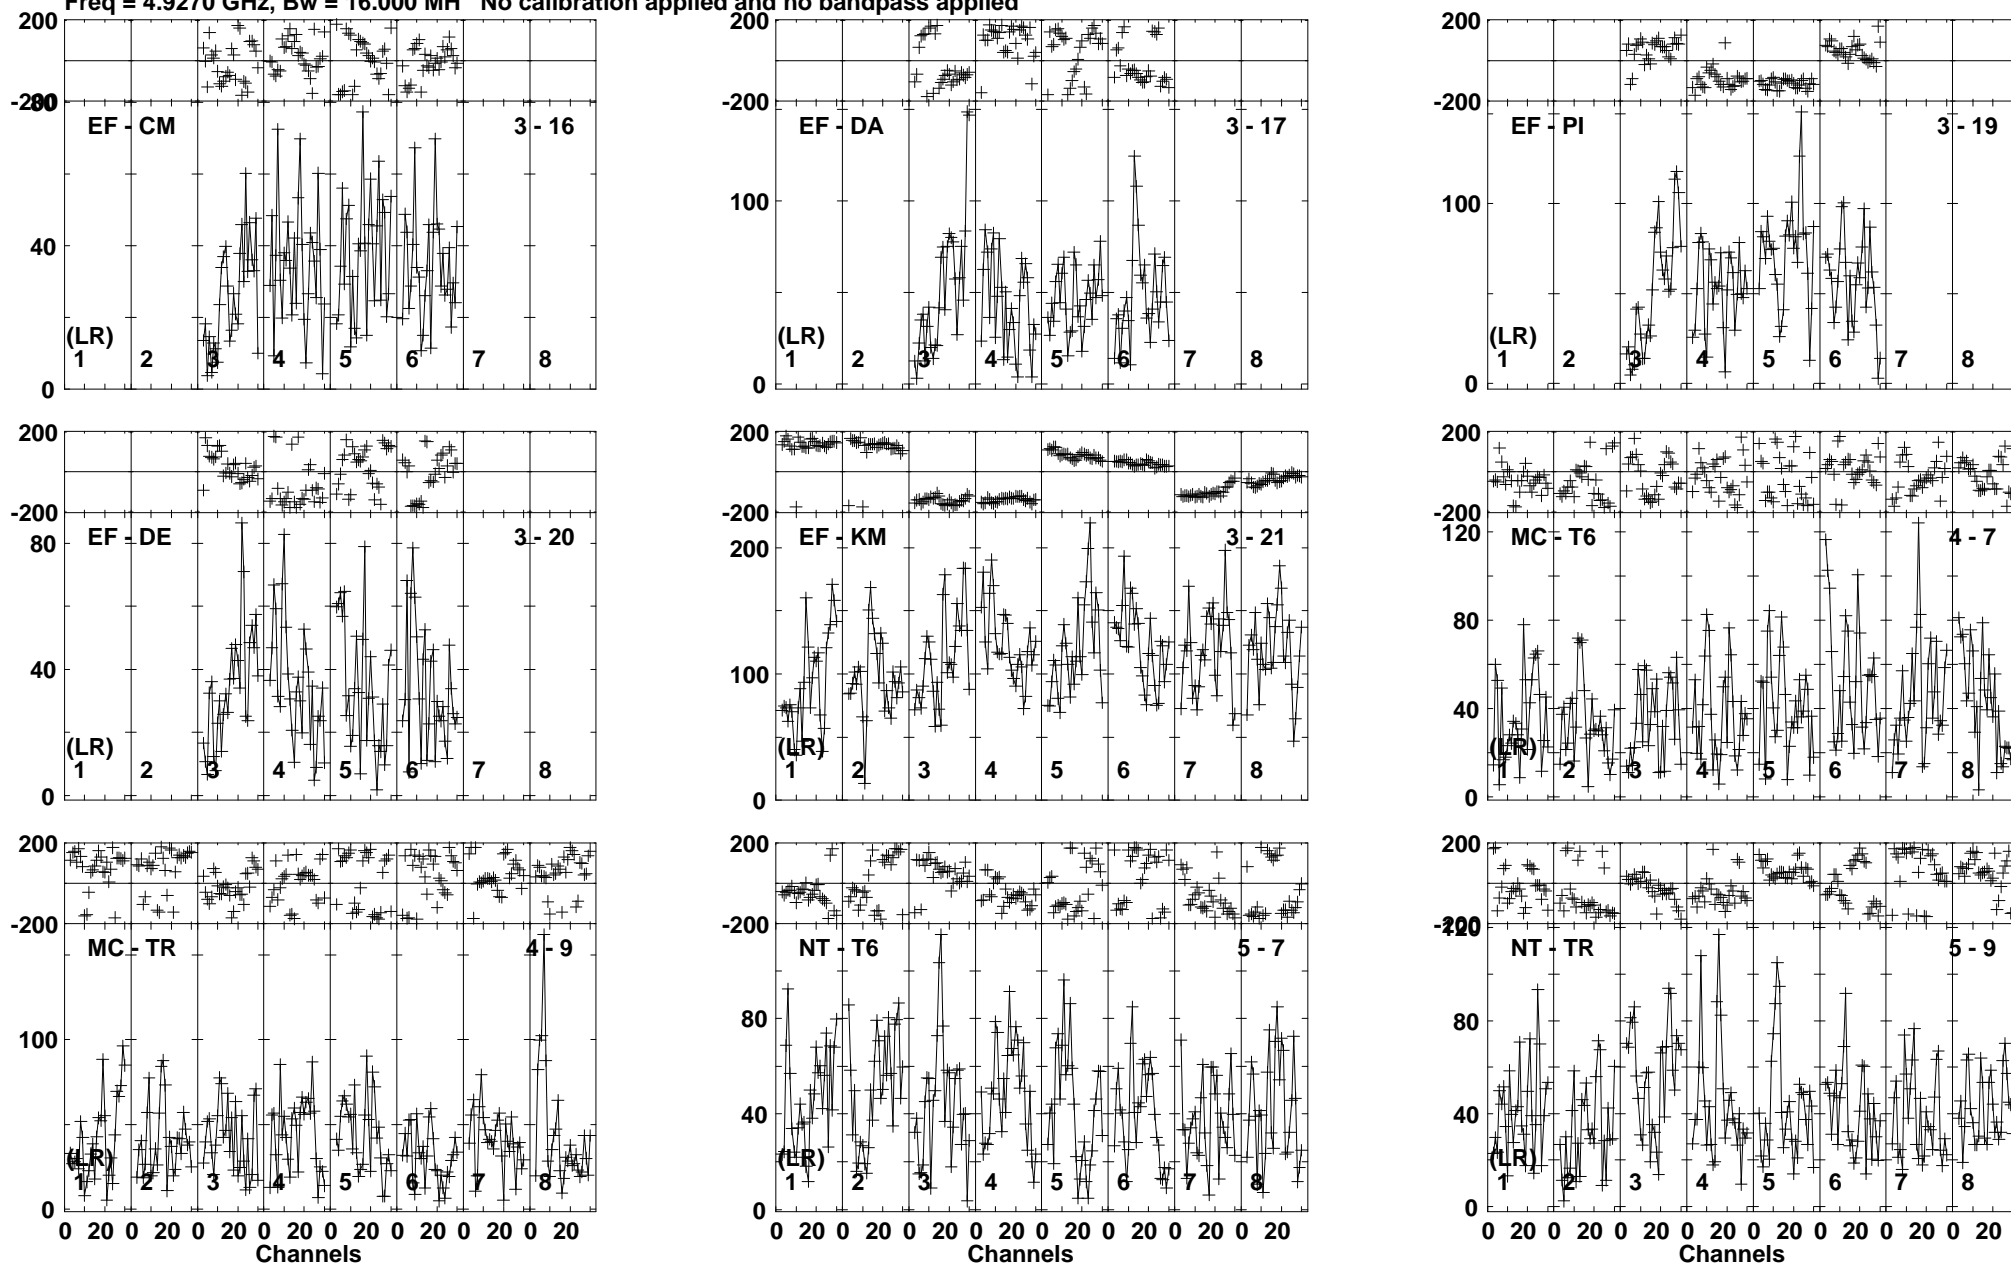 Freq = 4.9270 GHz, Bw = 16.000 MH No calibration applied and no bandpass applied
200 200 200
-200 -200 -200
80
EF - CM 3 - 16 EF - DA 3 - 17 EF - PI 3 - 19
100 100
40
(LR) (LR) (LR)
1 2 3 4 5 6 7 8 1 2 3 4 5 6 7 8 1 2 3 4 5 6 7 8
0 0 0
200 200 200
-200 -200 -200
EF - DE 3 - 20 EF - KM 3 - 21 MC - T6 4 - 7
80 200 120
80
40 100
40
(LR) (LR) (LR)
1 2 3 4 5 6 7 8 1 2 3 4 5 6 7 8 1 2 3 4 5 6 7 8
0 0 0
200 200 200
-200 -200 -200
120
MC - TR 4 - 9 NT - T6 5 - 7 NT - TR 5 - 9
100 80 80
40 40
(LR) (LR) (LR)
1 2 3 4 5 6 7 8 1 2 3 4 5 6 7 8 1 2 3 4 5 6 7 8
0 0 0
0 20 0 20 0 20 0 20 0 20 0 20 0 20 0 20 0 20 0 20 0 20 0 20 0 20 0 20 0 20 0 20 0 20 0 20 0 20 0 20 0 20 0 20 0 20 0 20
Channels Channels Channels